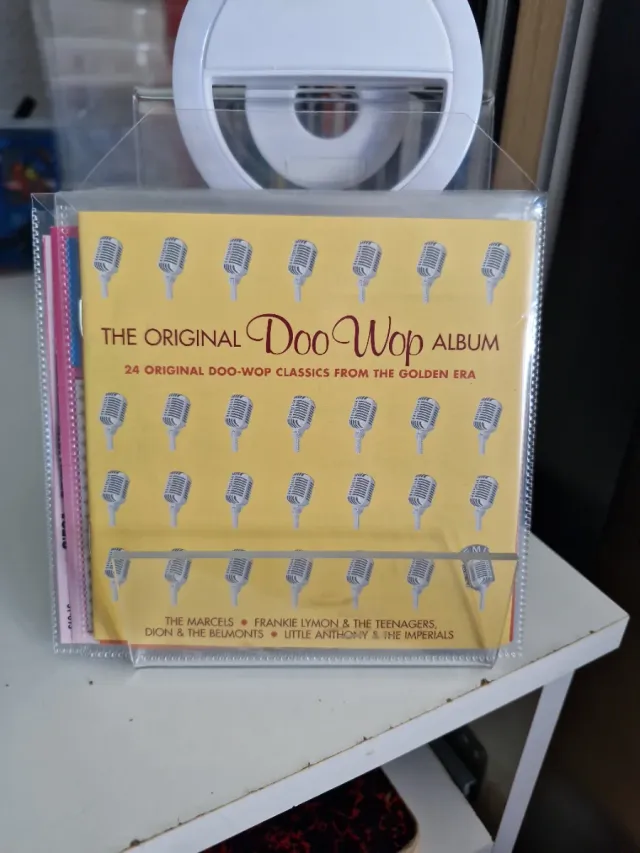 THE ORIGINAL Doo Wop ALBUM
24 ORIGINAL DOO-WOP CLASSICS FROM THE GOLDEN ERA
THE MARCELS • FRANKIE LYMON & THE TEENAGERS,
DION & THE BELMONTS • LITTLE ANTHONY & THE IMPERIALS